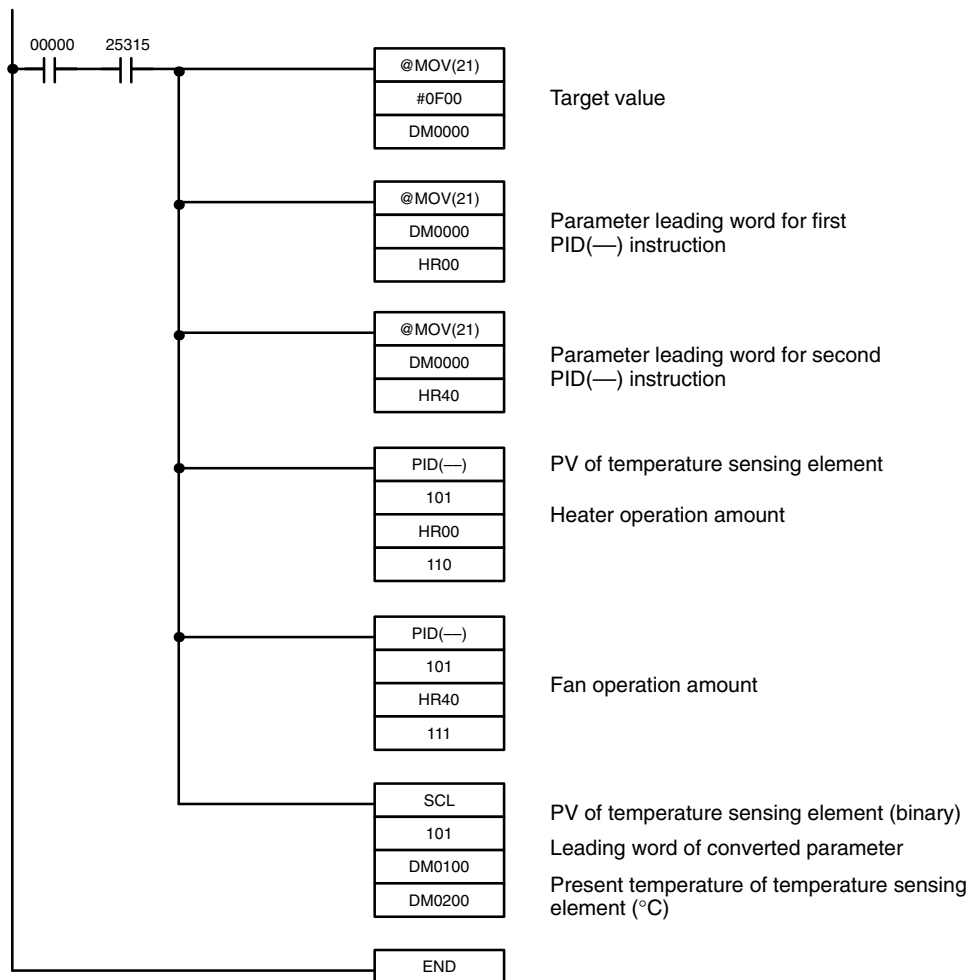 00000 25315
@MOV(21)
#0F00
DM0000
Target value
@MOV(21)
DM0000
HR00
Parameter leading word for first
PID(—) instruction
@MOV(21)
DM0000
HR40
Parameter leading word for second
PID(—) instruction
PID(—)
101
HR00
110
PV of temperature sensing element
Heater operation amount
PID(—)
101
HR40
111
Fan operation amount
SCL
101
DM0100
DM0200
PV of temperature sensing element (binary)
Leading word of converted parameter
Present temperature of temperature sensing
element (°C)
END